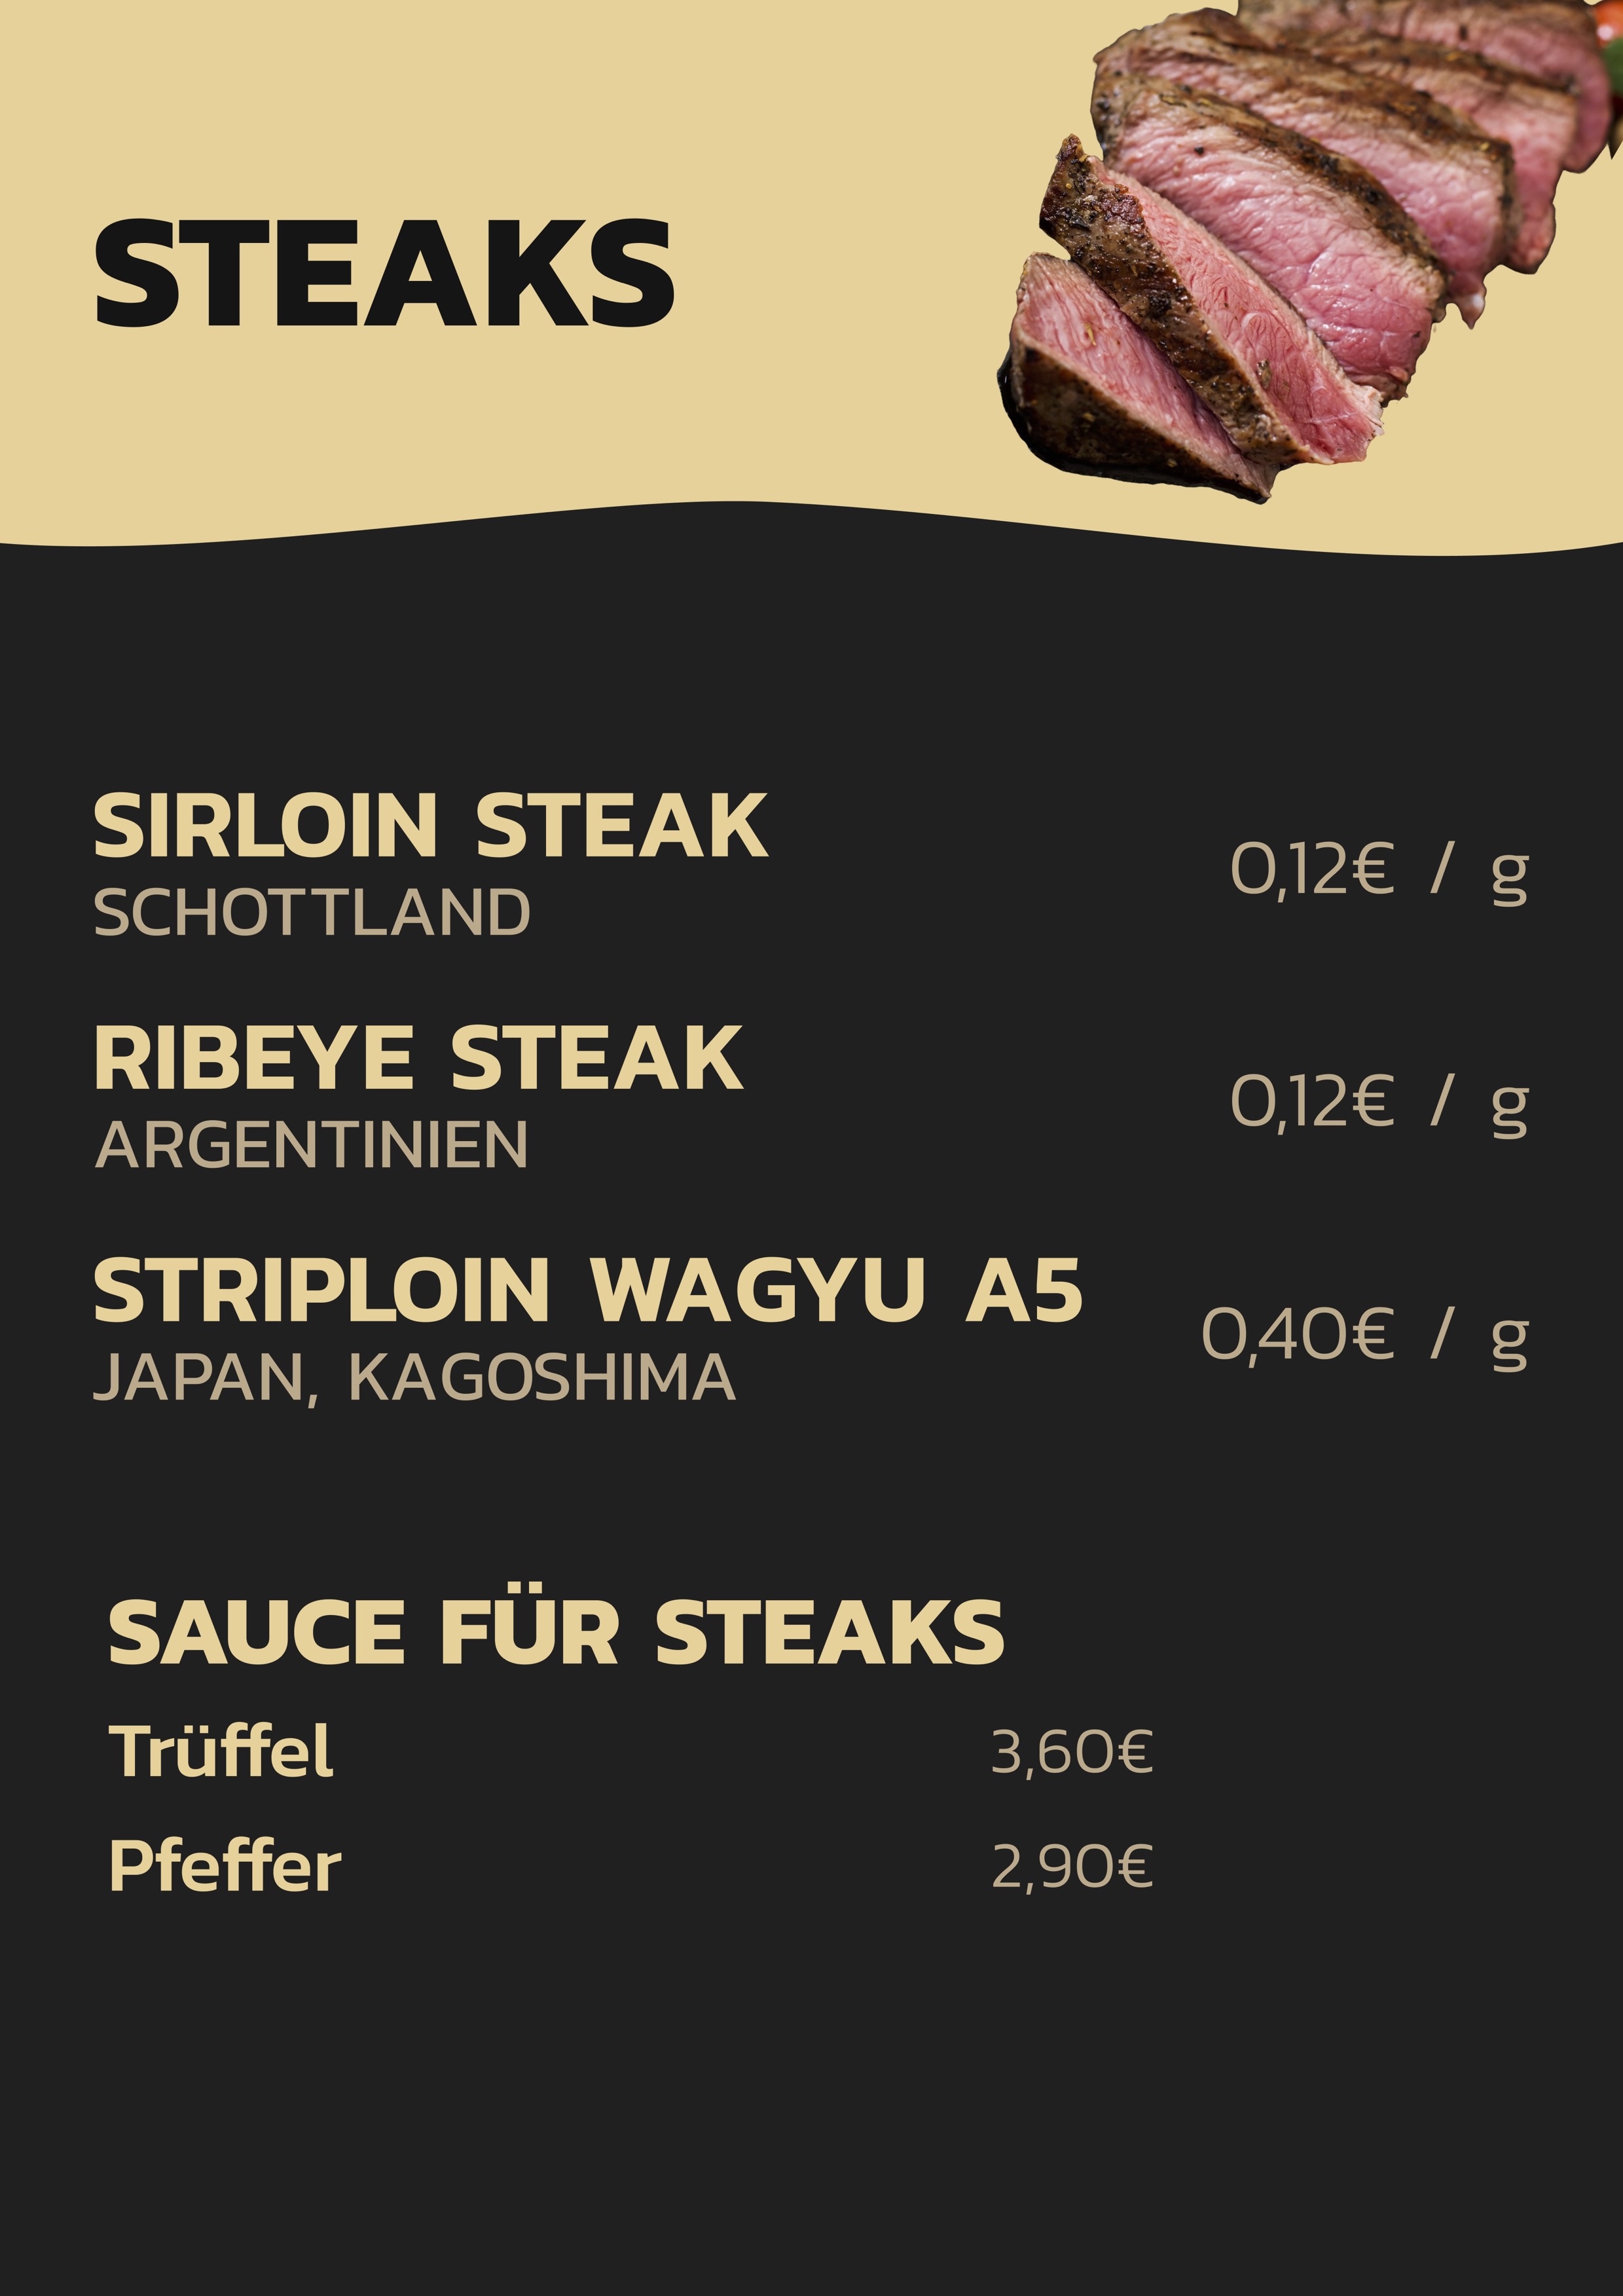 STEAKS
SIRLOIN STEAK
SCHOTTLAND
0,12€ / g
RIBEYE STEAK
ARGENTINIEN
0,12€ / g
STRIPLOIN WAGYU A5
JAPAN, KAGOSHIMA
0,40€ / g
SAUCE FÜR STEAKS
Trüffel 3,60€
Pfeffer 2,90€